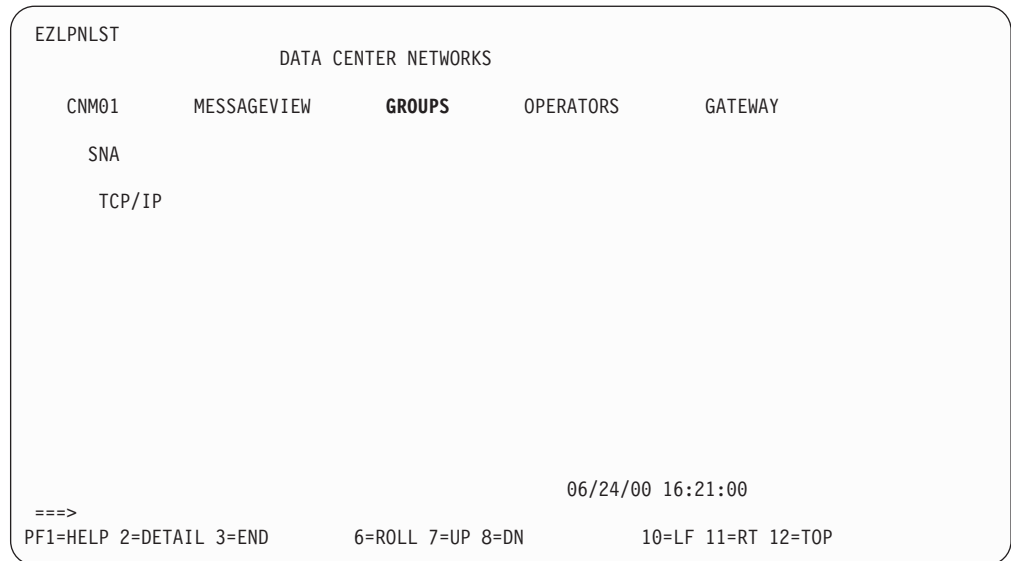 EZLPNLST
DATA CENTER NETWORKS
CNM01 MESSAGEVIEW GROUPS OPERATORS GATEWAY
SNA
TCP/IP
06/24/00 16:21:00
===>
PF1=HELP 2=DETAIL 3=END 6=ROLL 7=UP 8=DN 10=LF 11=RT 12=TOP